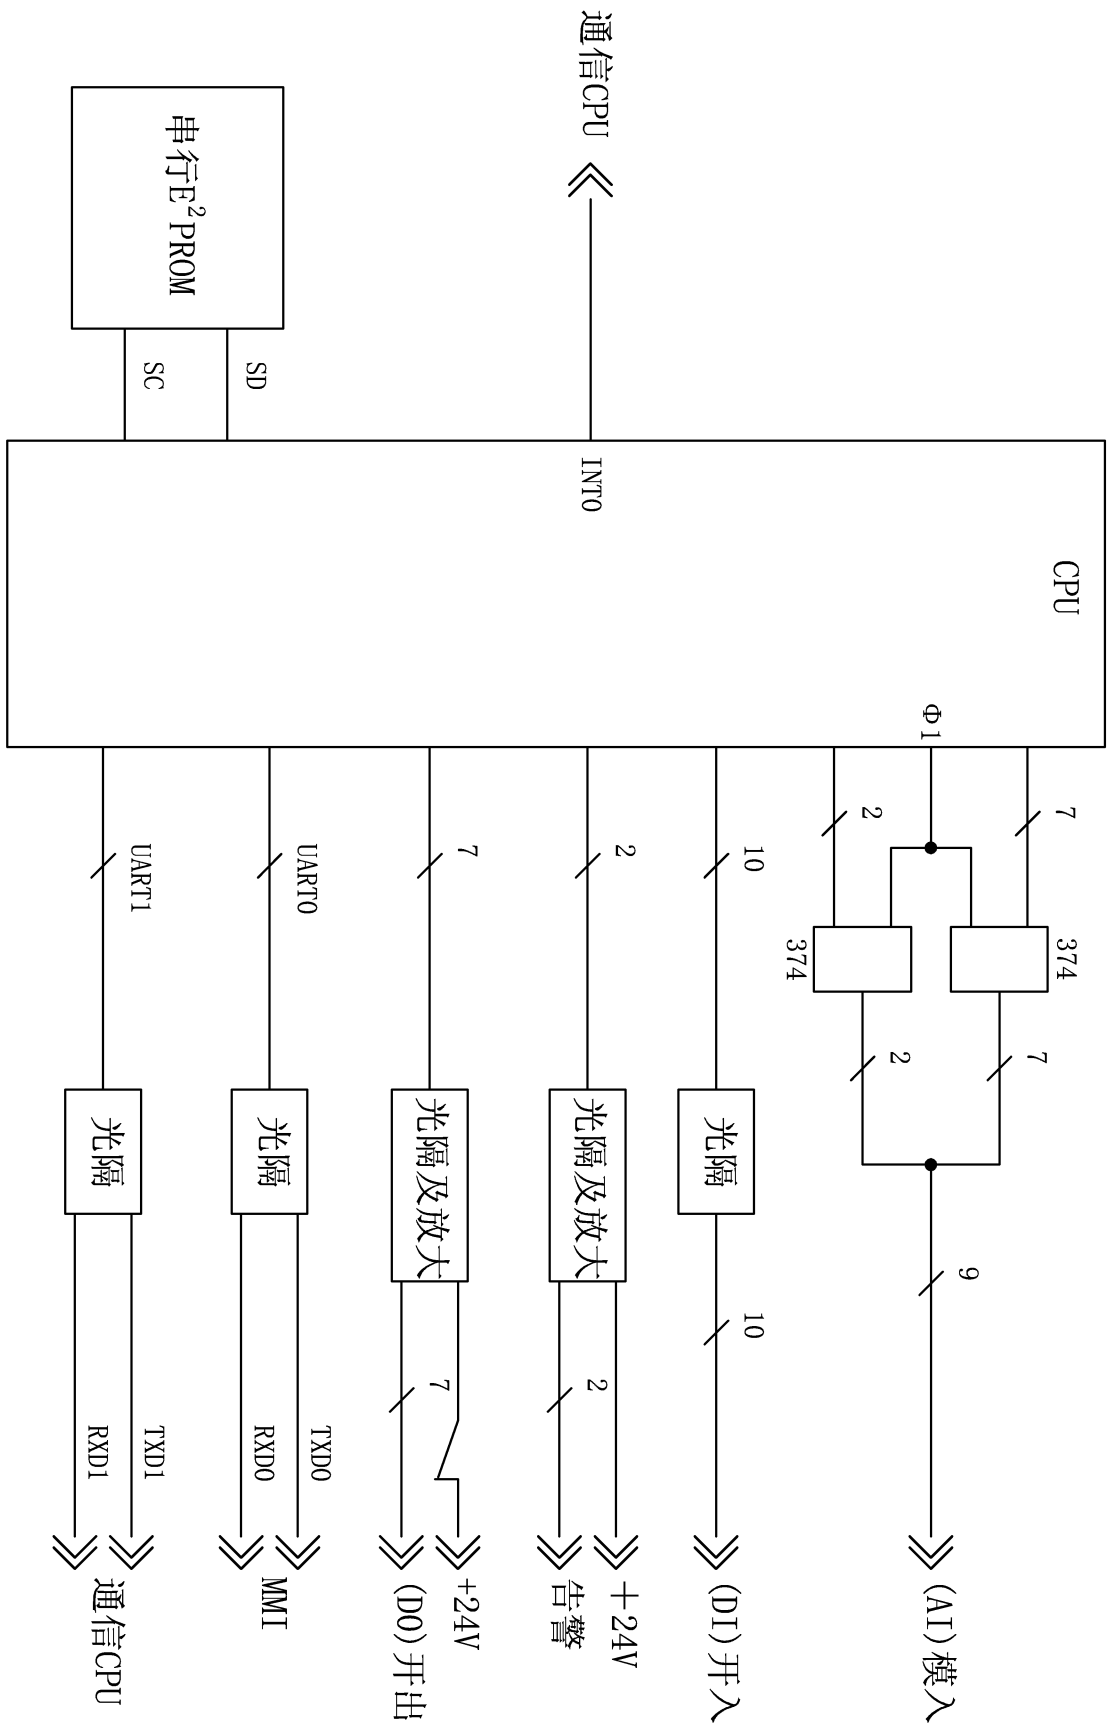 通信CPU
串行E²PROM
SD
SC
INT0
CPU
Φ1
7
2
374
374
7
2
9
(AI)模入
10
光隔
10
(DI)开入
2
光隔及放大
2
＋24V
告警
7
光隔及放大
7
+24V
(DO)开出
UART0
光隔
TXD0
RXD0
MMI
UART1
光隔
TXD1
RXD1
通信CPU